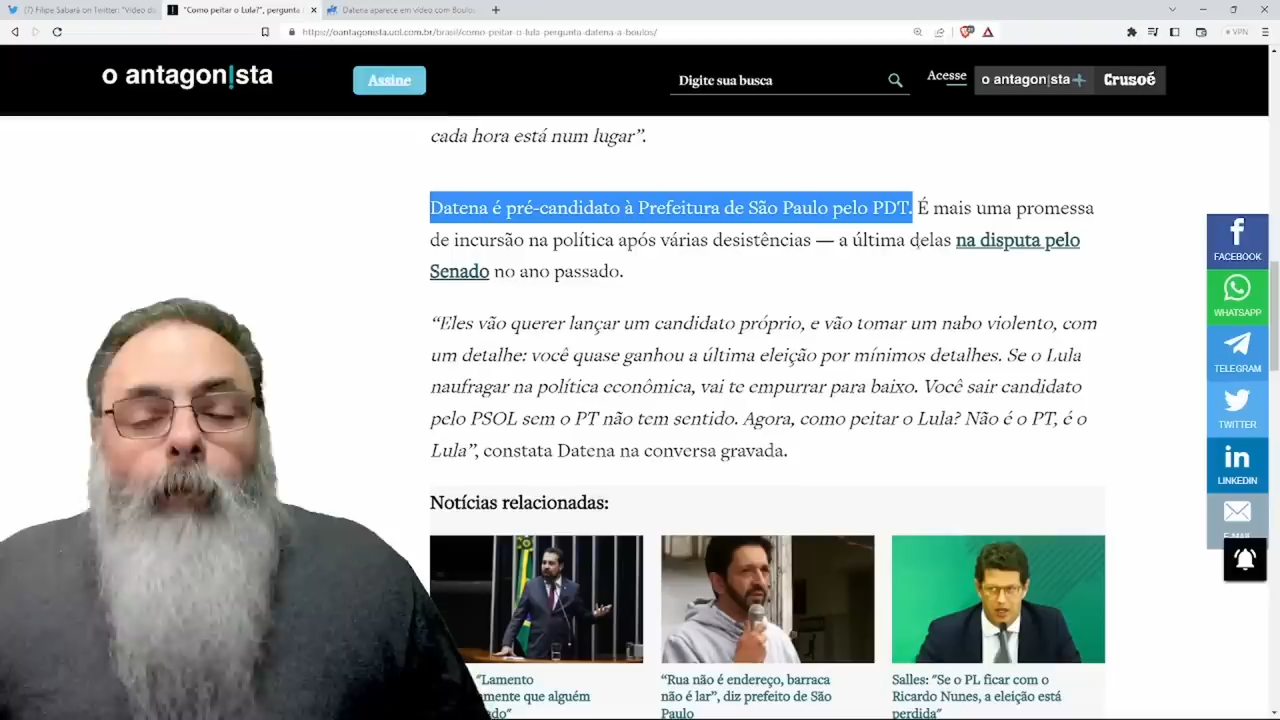 (7) Filipe Sabará on Twitter: "Vídeo da
"Como peitar o Lula?", pergunta
Datena aparece em vídeo com Boulos
https://oantagonista.uol.com.br/brasil/como-peitar-o-lula-pergunta-datena-a-boulos/
VPN
o antagon!sta
Assine
Digite sua busca
Acesse
o antagon|sta+
Crusoé
cada hora está num lugar”.
Datena é pré-candidato à Prefeitura de São Paulo pelo PDT. É mais uma promessa
de incursão na política após várias desistências — a última delas na disputa pelo
Senado no ano passado.
“Eles vão querer lançar um candidato próprio, e vão tomar um nabo violento, com
um detalhe: você quase ganhou a última eleição por mínimos detalhes. Se o Lula
naufragar na política econômica, vai te empurrar para baixo. Você sair candidato
pelo PSOL sem o PT não tem sentido. Agora, como peitar o Lula? Não é o PT, é o
Lula”, constata Datena na conversa gravada.
Notícias relacionadas:
"Lamento
mente que alguém
do"
“Rua não é endereço, barraca
não é lar”, diz prefeito de São
Paulo
Salles: "Se o PL ficar com o
Ricardo Nunes, a eleição está
perdida"
FACEBOOK
WHATSAPP
TELEGRAM
TWITTER
LINKEDIN